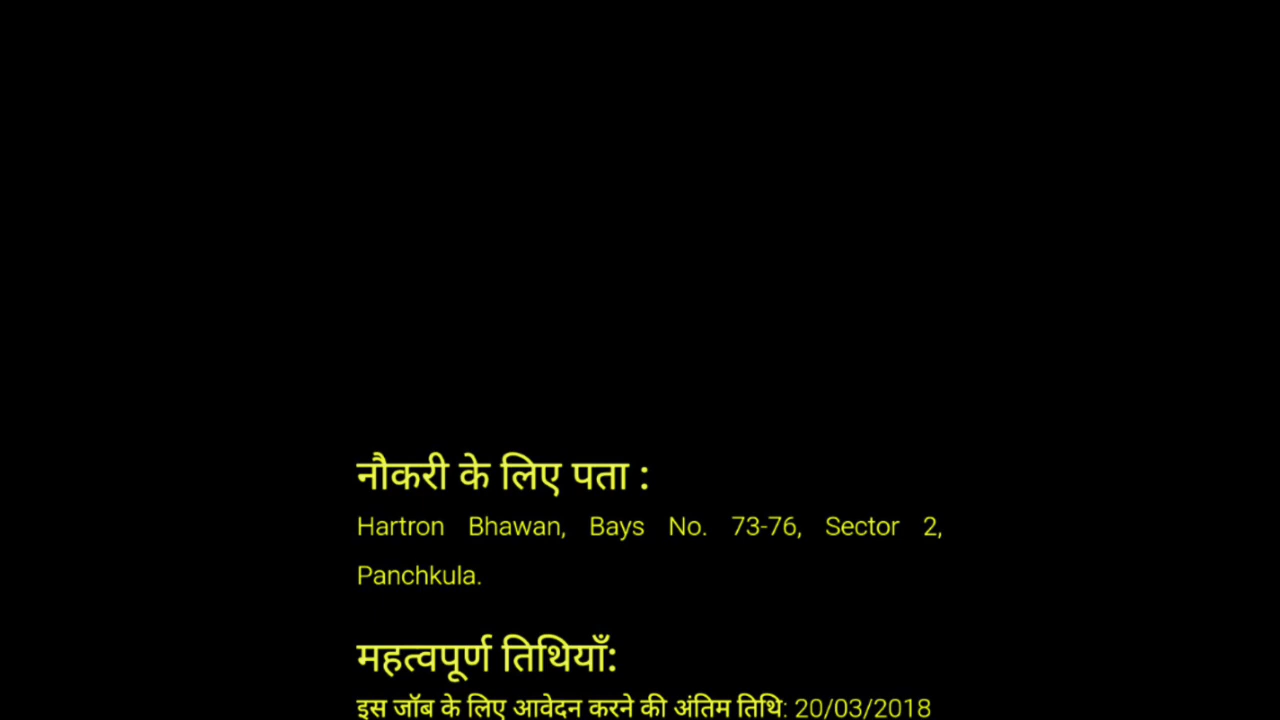 नौकरी के लिए पता :
Hartron Bhawan, Bays No. 73-76, Sector 2,
Panchkula.
महत्वपूर्ण तिथियाँ:
इस जॉब के लिए आवेदन करने की अंतिम तिथि: 20/03/2018